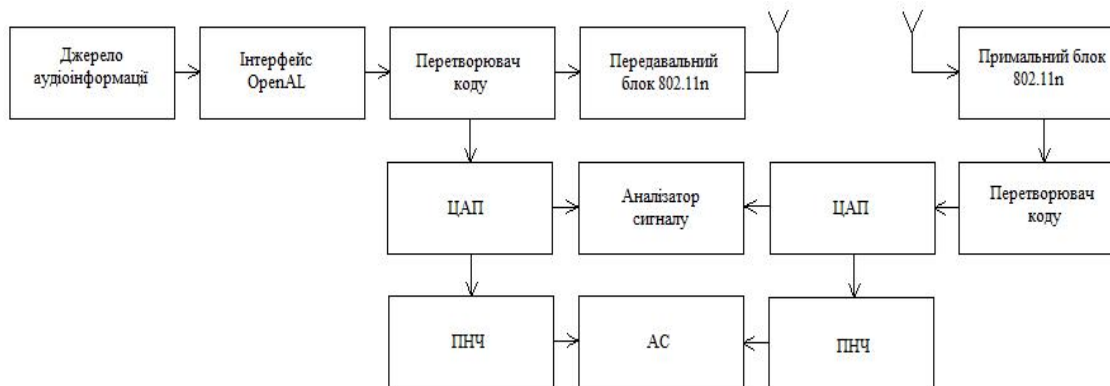 Джерело
аудіоінформації
Інтерфейс
OpenAL
Перетворювач
коду
Передавальний
блок 802.11n
Примальний блок
802.11n
ЦАП
Аналізатор
сигналу
ЦАП
Перетворювач
коду
ПНЧ
АС
ПНЧ